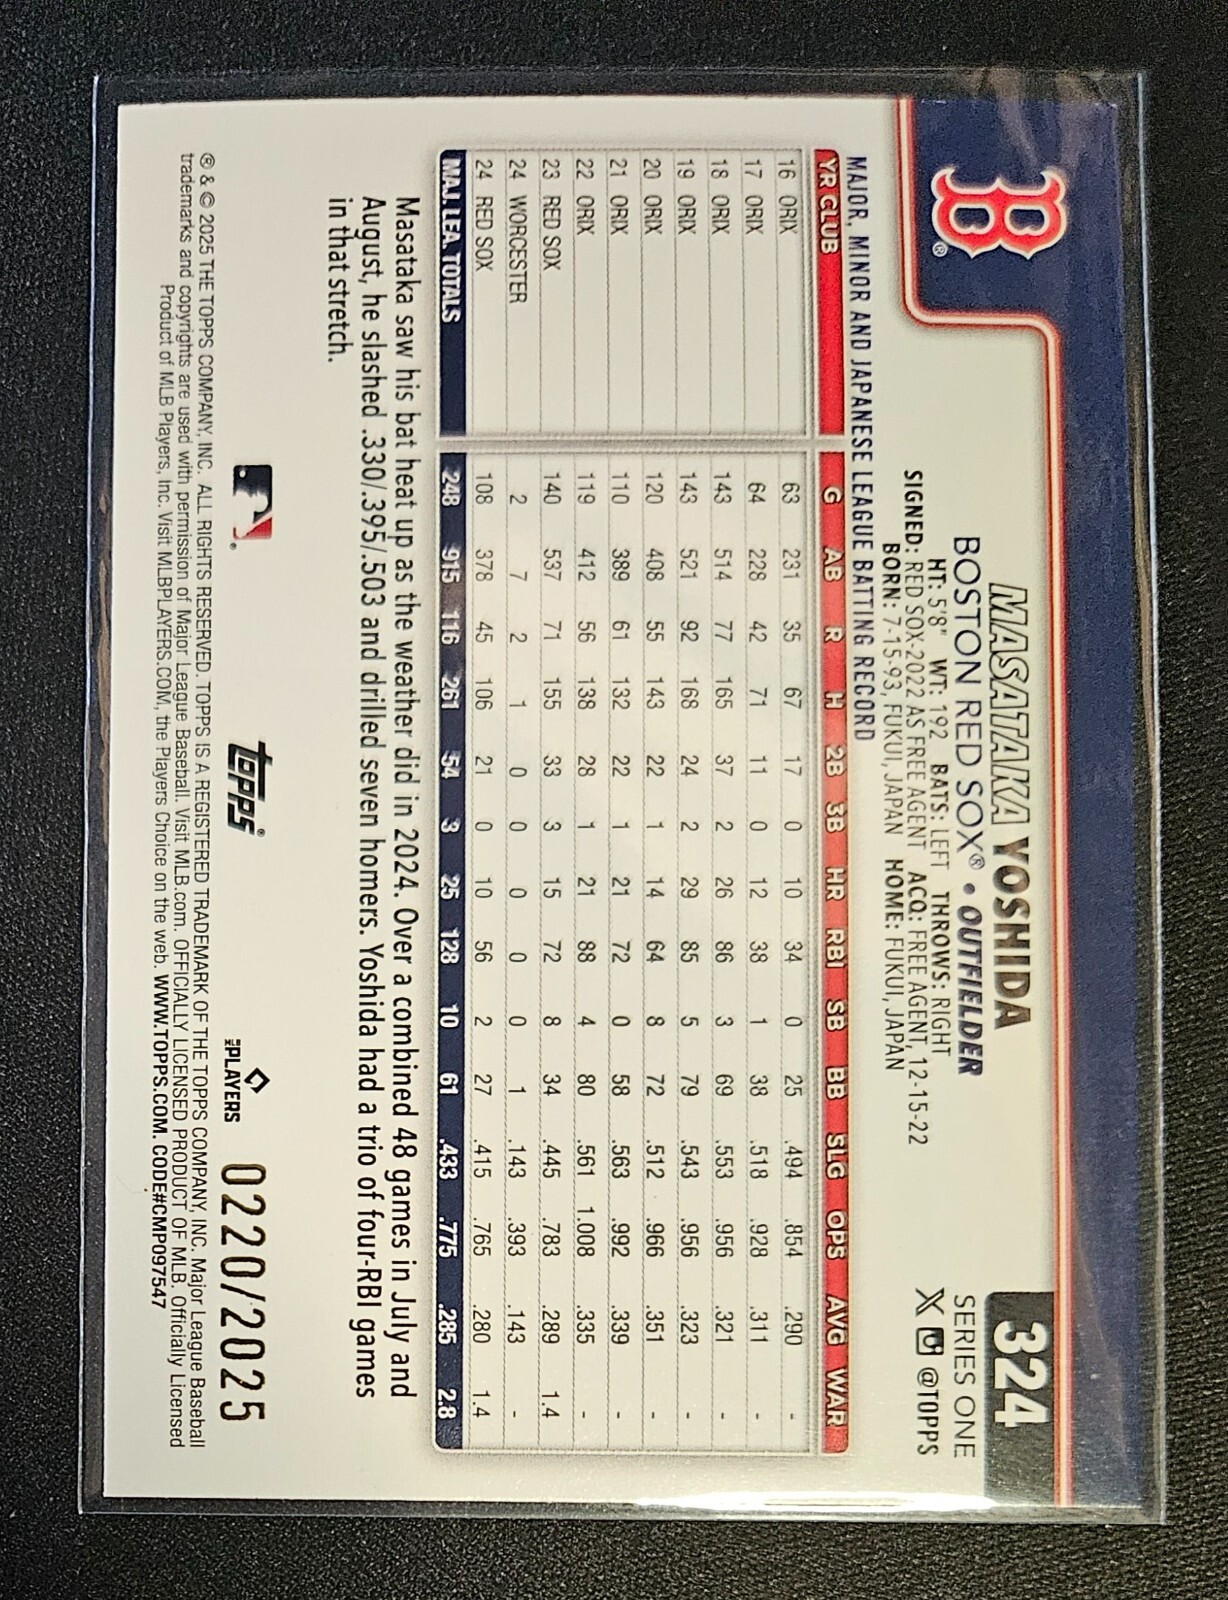 B®
324
SERIES ONE
X @TOPPS
MASATAKA YOSHIDA
BOSTON RED SOX® • OUTFIELDER
HT: 5'8" WT: 192 BATS: LEFT THROWS: RIGHT
SIGNED: RED SOX-2022 AS FREE AGENT ACQ: FREE AGENT, 12-15-22
BORN: 7-15-93, FUKUI, JAPAN HOME: FUKUI, JAPAN
MAJOR, MINOR AND JAPANESE LEAGUE BATTING RECORD
YR CLUB G AB R H 2B 3B HR RBI SB BB SLG OPS AVG WAR
16 ORIX 63 231 35 67 17 0 10 34 0 25 .494 .854 .290 -
17 ORIX 64 228 42 71 11 0 12 38 1 38 .518 .928 .311 -
18 ORIX 143 514 77 165 37 2 26 86 3 69 .553 .956 .321 -
19 ORIX 143 521 92 168 24 2 29 85 5 79 .543 .956 .323 -
20 ORIX 120 408 55 143 22 1 14 64 8 72 .512 .966 .351 -
21 ORIX 110 389 61 132 22 1 21 72 0 58 .563 .992 .339 -
22 ORIX 119 412 56 138 28 1 21 88 4 80 .561 1.008 .335 -
23 RED SOX 140 537 71 155 33 3 15 72 8 34 .445 .783 .289 1.4
24 WORCESTER 2 7 2 1 0 0 0 0 0 1 .143 .393 .143 -
24 RED SOX 108 378 45 106 21 0 10 56 2 27 .415 .765 .280 1.4
MAJ. LEA. TOTALS 248 915 116 261 54 3 25 128 10 61 .433 .775 .285 2.8
Masataka saw his bat heat up as the weather did in 2024. Over a combined 48 games in July and
August, he slashed .330/.395/.503 and drilled seven homers. Yoshida had a trio of four-RBI games
in that stretch.
topps®
MLB PLAYERS
0220/2025
® & © 2025 THE TOPPS COMPANY, INC. ALL RIGHTS RESERVED. TOPPS IS A REGISTERED TRADEMARK OF THE TOPPS COMPANY, INC. Major League Baseball
trademarks and copyrights are used with permission of Major League Baseball. Visit MLB.com. OFFICIALLY LICENSED PRODUCT OF MLB. Officially Licensed
Product of MLB Players, Inc. Visit MLBPLAYERS.COM, the Players Choice on the web. WWW.TOPPS.COM. CODE#CMP097547